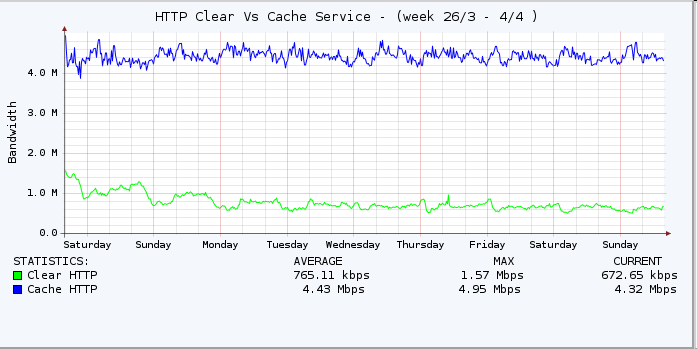 HTTP Clear Vs Cache Service - (week 26/3 - 4/4 )
Bandwidth
4.0 M
3.0 M
2.0 M
1.0 M
0.0
Saturday Sunday Monday Tuesday Wednesday Thursday Friday Saturday Sunday
STATISTICS: AVERAGE MAX CURRENT
Clear HTTP 765.11 kbps 1.57 Mbps 672.65 kbps
Cache HTTP 4.43 Mbps 4.95 Mbps 4.32 Mbps